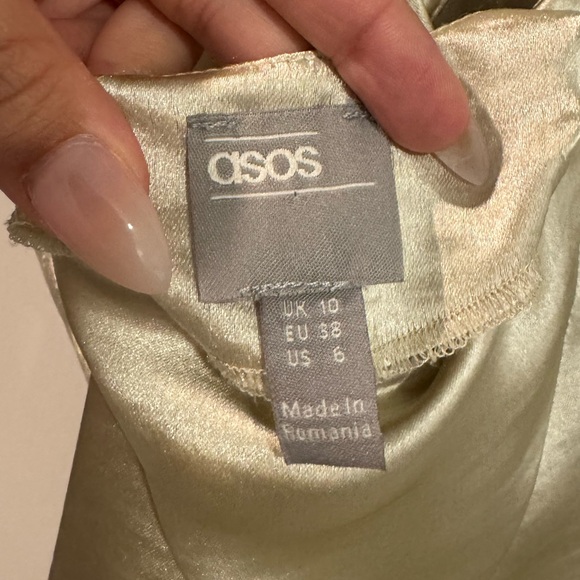 asos
UK 10
EU 38
US 6
Made In
Romania